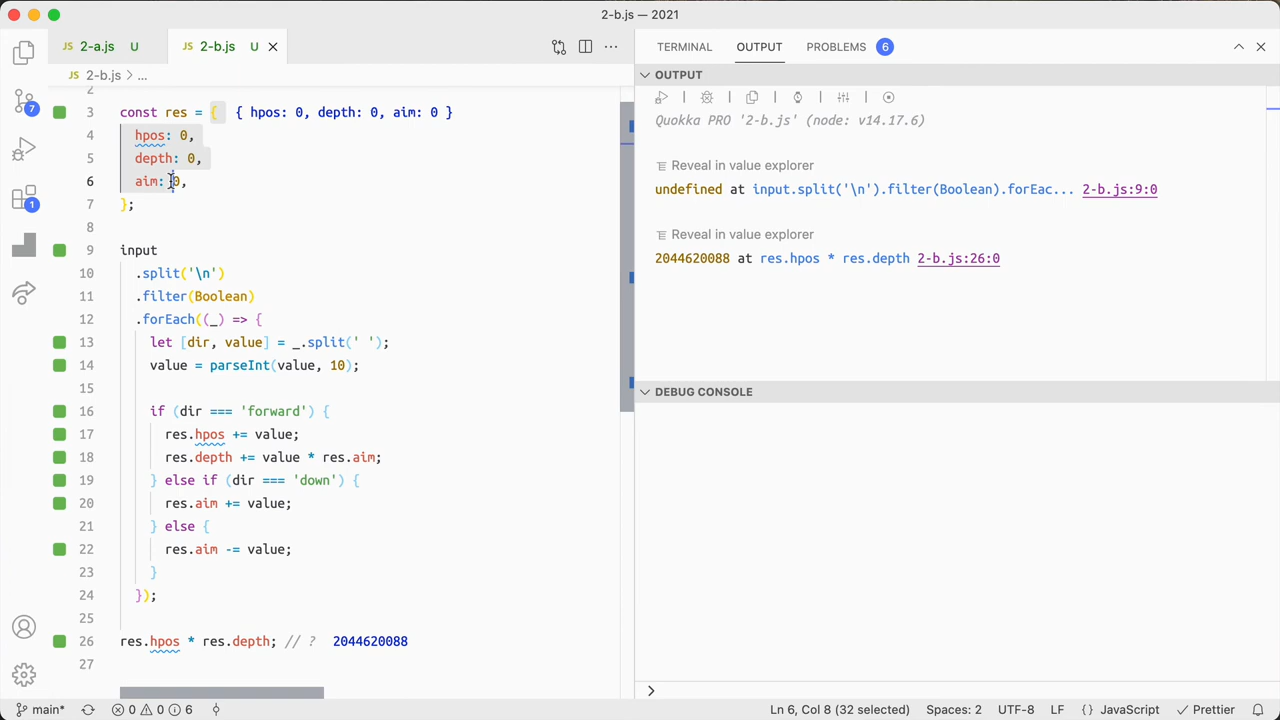 2-b.js — 2021
JS 2-a.js U
JS 2-b.js U
JS 2-b.js > ...
TERMINAL OUTPUT PROBLEMS 6
OUTPUT
Quokka PRO '2-b.js' (node: v14.17.6)
Reveal in value explorer
undefined at input.split('\n').filter(Boolean).forEac... 2-b.js:9:0
Reveal in value explorer
2044620088 at res.hpos * res.depth 2-b.js:26:0
DEBUG CONSOLE
7
1
2
3 const res = { { hpos: 0, depth: 0, aim: 0 }
4 hpos: 0,
5 depth: 0,
6 aim: 0,
7 };
8
9 input
10 .split('\n')
11 .filter(Boolean)
12 .forEach((_) => {
13 let [dir, value] = _.split(' ');
14 value = parseInt(value, 10);
15
16 if (dir === 'forward') {
17 res.hpos += value;
18 res.depth += value * res.aim;
19 } else if (dir === 'down') {
20 res.aim += value;
21 } else {
22 res.aim -= value;
23 }
24 });
25
26 res.hpos * res.depth; // ? 2044620088
27
main* 0 0 6 Ln 6, Col 8 (32 selected) Spaces: 2 UTF-8 LF {} JavaScript Prettier